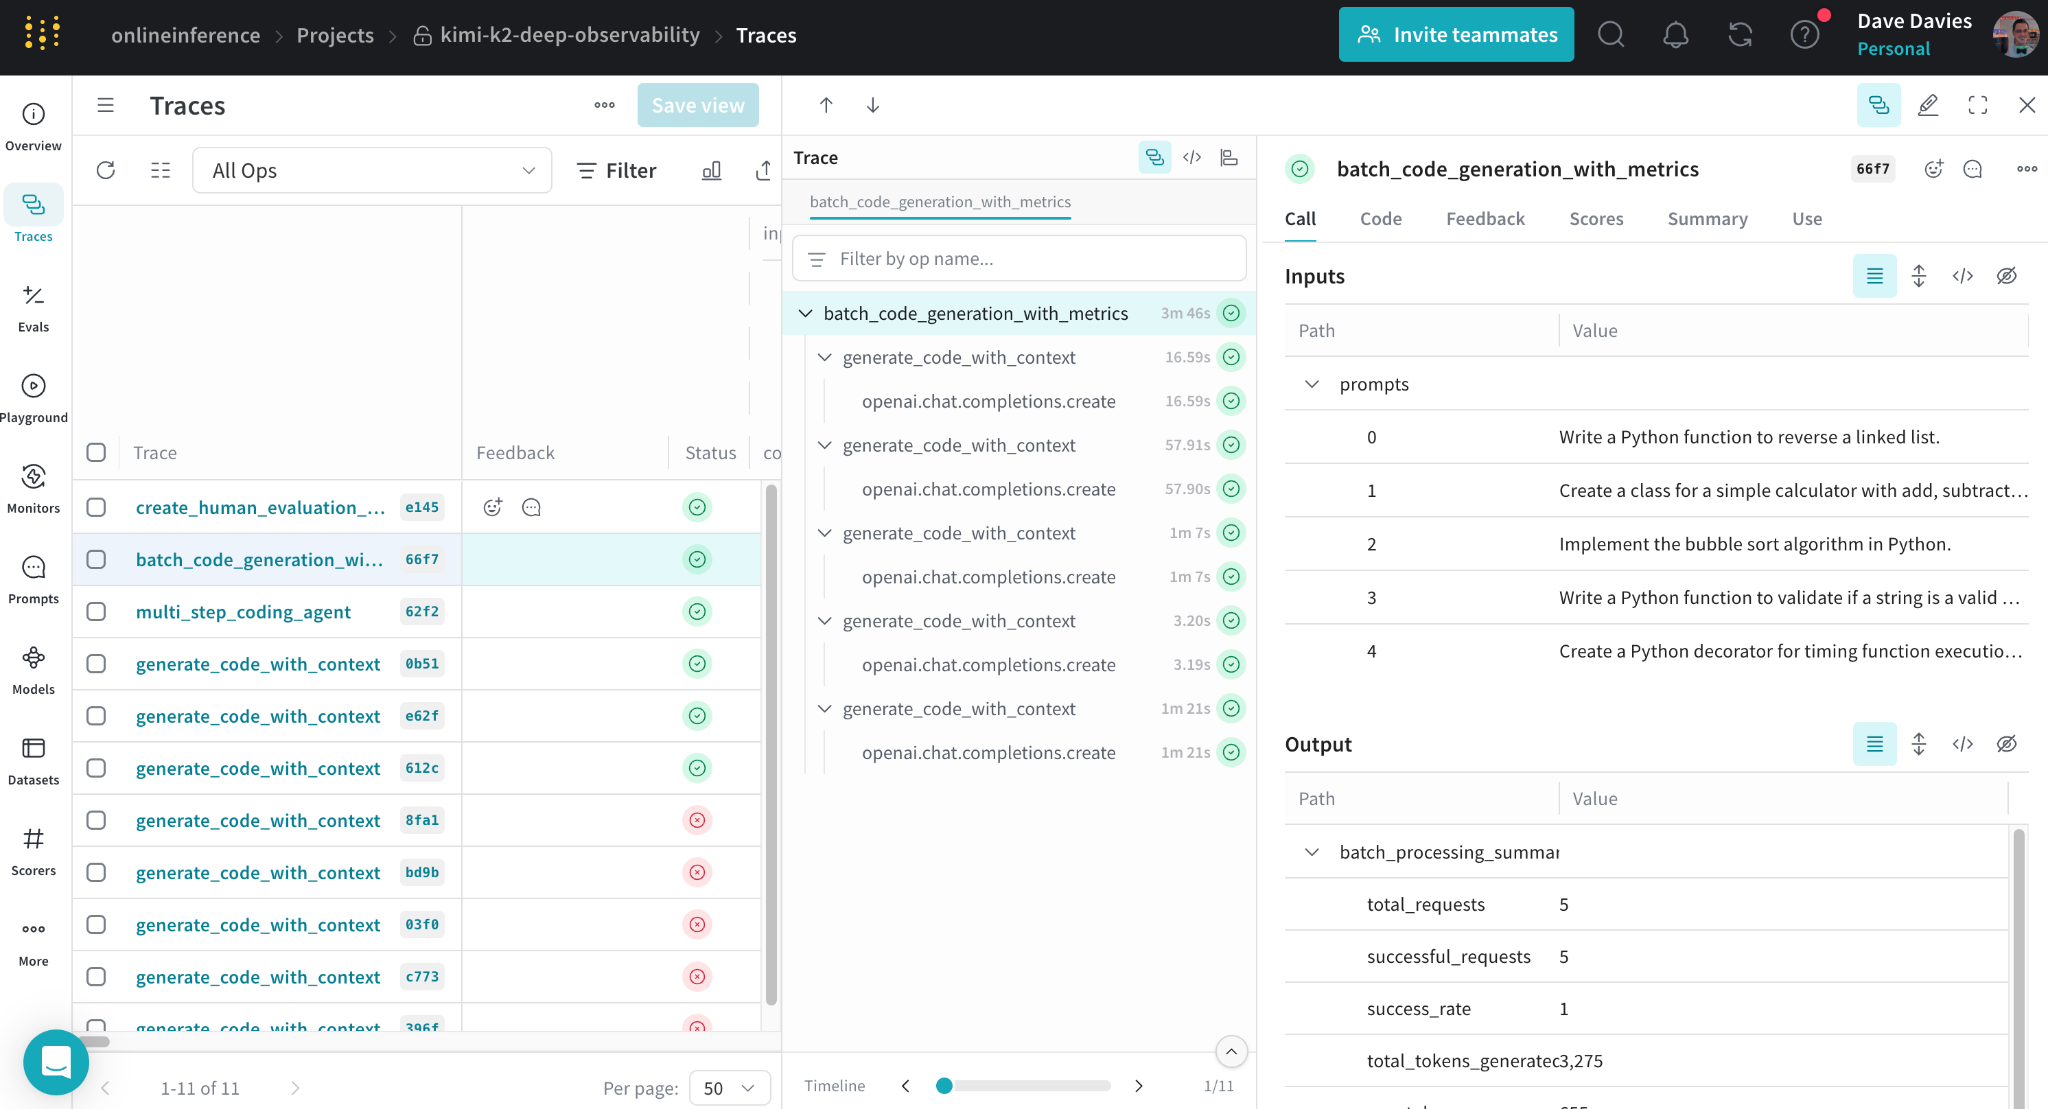 onlineinference > Projects > kimi-k2-deep-observability > Traces
Invite teammates
Dave Davies
Personal
Overview
Traces
Evals
Playground
Monitors
Prompts
Models
Datasets
Scorers
More
Traces
Save view
All Ops
Filter
Trace
Feedback
Status
create_human_evaluation_... e145
batch_code_generation_wi... 66f7
multi_step_coding_agent 62f2
generate_code_with_context 0b51
generate_code_with_context e62f
generate_code_with_context 612c
generate_code_with_context 8fa1
generate_code_with_context bd9b
generate_code_with_context 03f0
generate_code_with_context c773
generate_code_with_context 396f
1-11 of 11
Per page: 50
Trace
batch_code_generation_with_metrics
Filter by op name...
batch_code_generation_with_metrics 3m 46s
generate_code_with_context 16.59s
openai.chat.completions.create 16.59s
generate_code_with_context 57.91s
openai.chat.completions.create 57.90s
generate_code_with_context 1m 7s
openai.chat.completions.create 1m 7s
generate_code_with_context 3.20s
openai.chat.completions.create 3.19s
generate_code_with_context 1m 21s
openai.chat.completions.create 1m 21s
Timeline
1/11
batch_code_generation_with_metrics 66f7
Call Code Feedback Scores Summary Use
Inputs
Path Value
prompts
0 Write a Python function to reverse a linked list.
1 Create a class for a simple calculator with add, subtract...
2 Implement the bubble sort algorithm in Python.
3 Write a Python function to validate if a string is a valid ...
4 Create a Python decorator for timing function executio...
Output
Path Value
batch_processing_summar
total_requests 5
successful_requests 5
success_rate 1
total_tokens_generated 3,275